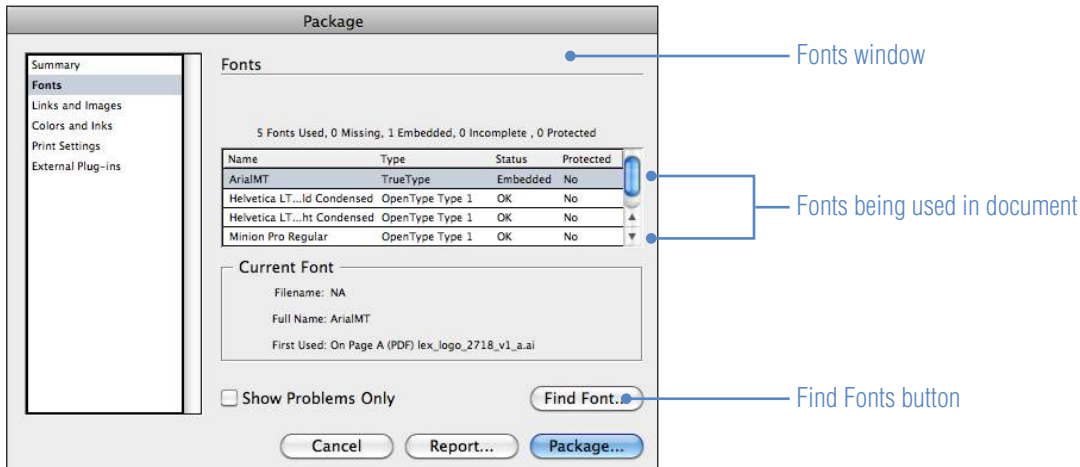 Package
Summary
Fonts
Links and Images
Colors and Inks
Print Settings
External Plug-ins
Fonts
5 Fonts Used, 0 Missing, 1 Embedded, 0 Incomplete , 0 Protected
Name Type Status Protected
ArialMT TrueType Embedded No
Helvetica LT...ld Condensed OpenType Type 1 OK No
Helvetica LT...ht Condensed OpenType Type 1 OK No
Minion Pro Regular OpenType Type 1 OK No
Current Font
Filename: NA
Full Name: ArialMT
First Used: On Page A (PDF) lex_logo_2718_v1_a.ai
Show Problems Only
Find Font...
Cancel Report... Package...
Fonts window
Fonts being used in document
Find Fonts button